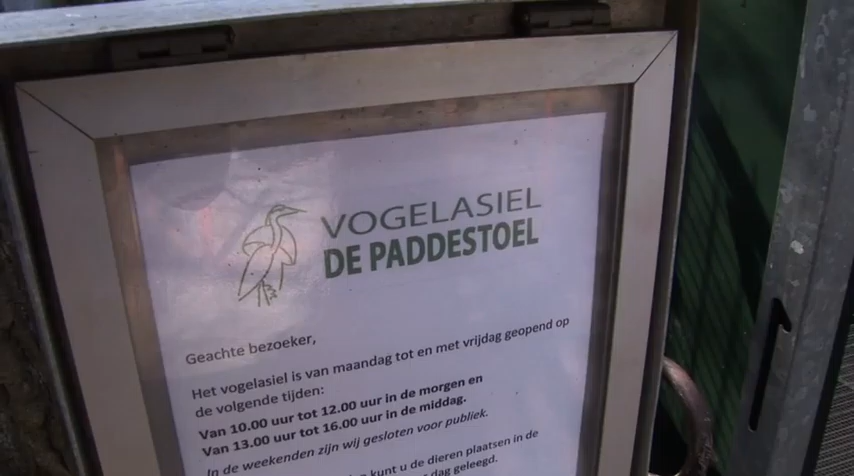 VOGELASIEL
DE PADDESTOEL
Geachte bezoeker,
Het vogelasiel is van maandag tot en met vrijdag geopend op
de volgende tijden:
Van 10.00 uur tot 12.00 uur in de morgen en
Van 13.00 uur tot 16.00 uur in de middag.
In de weekenden zijn wij gesloten voor publiek.
kunt u de dieren plaatsen in de
dag geleegd.